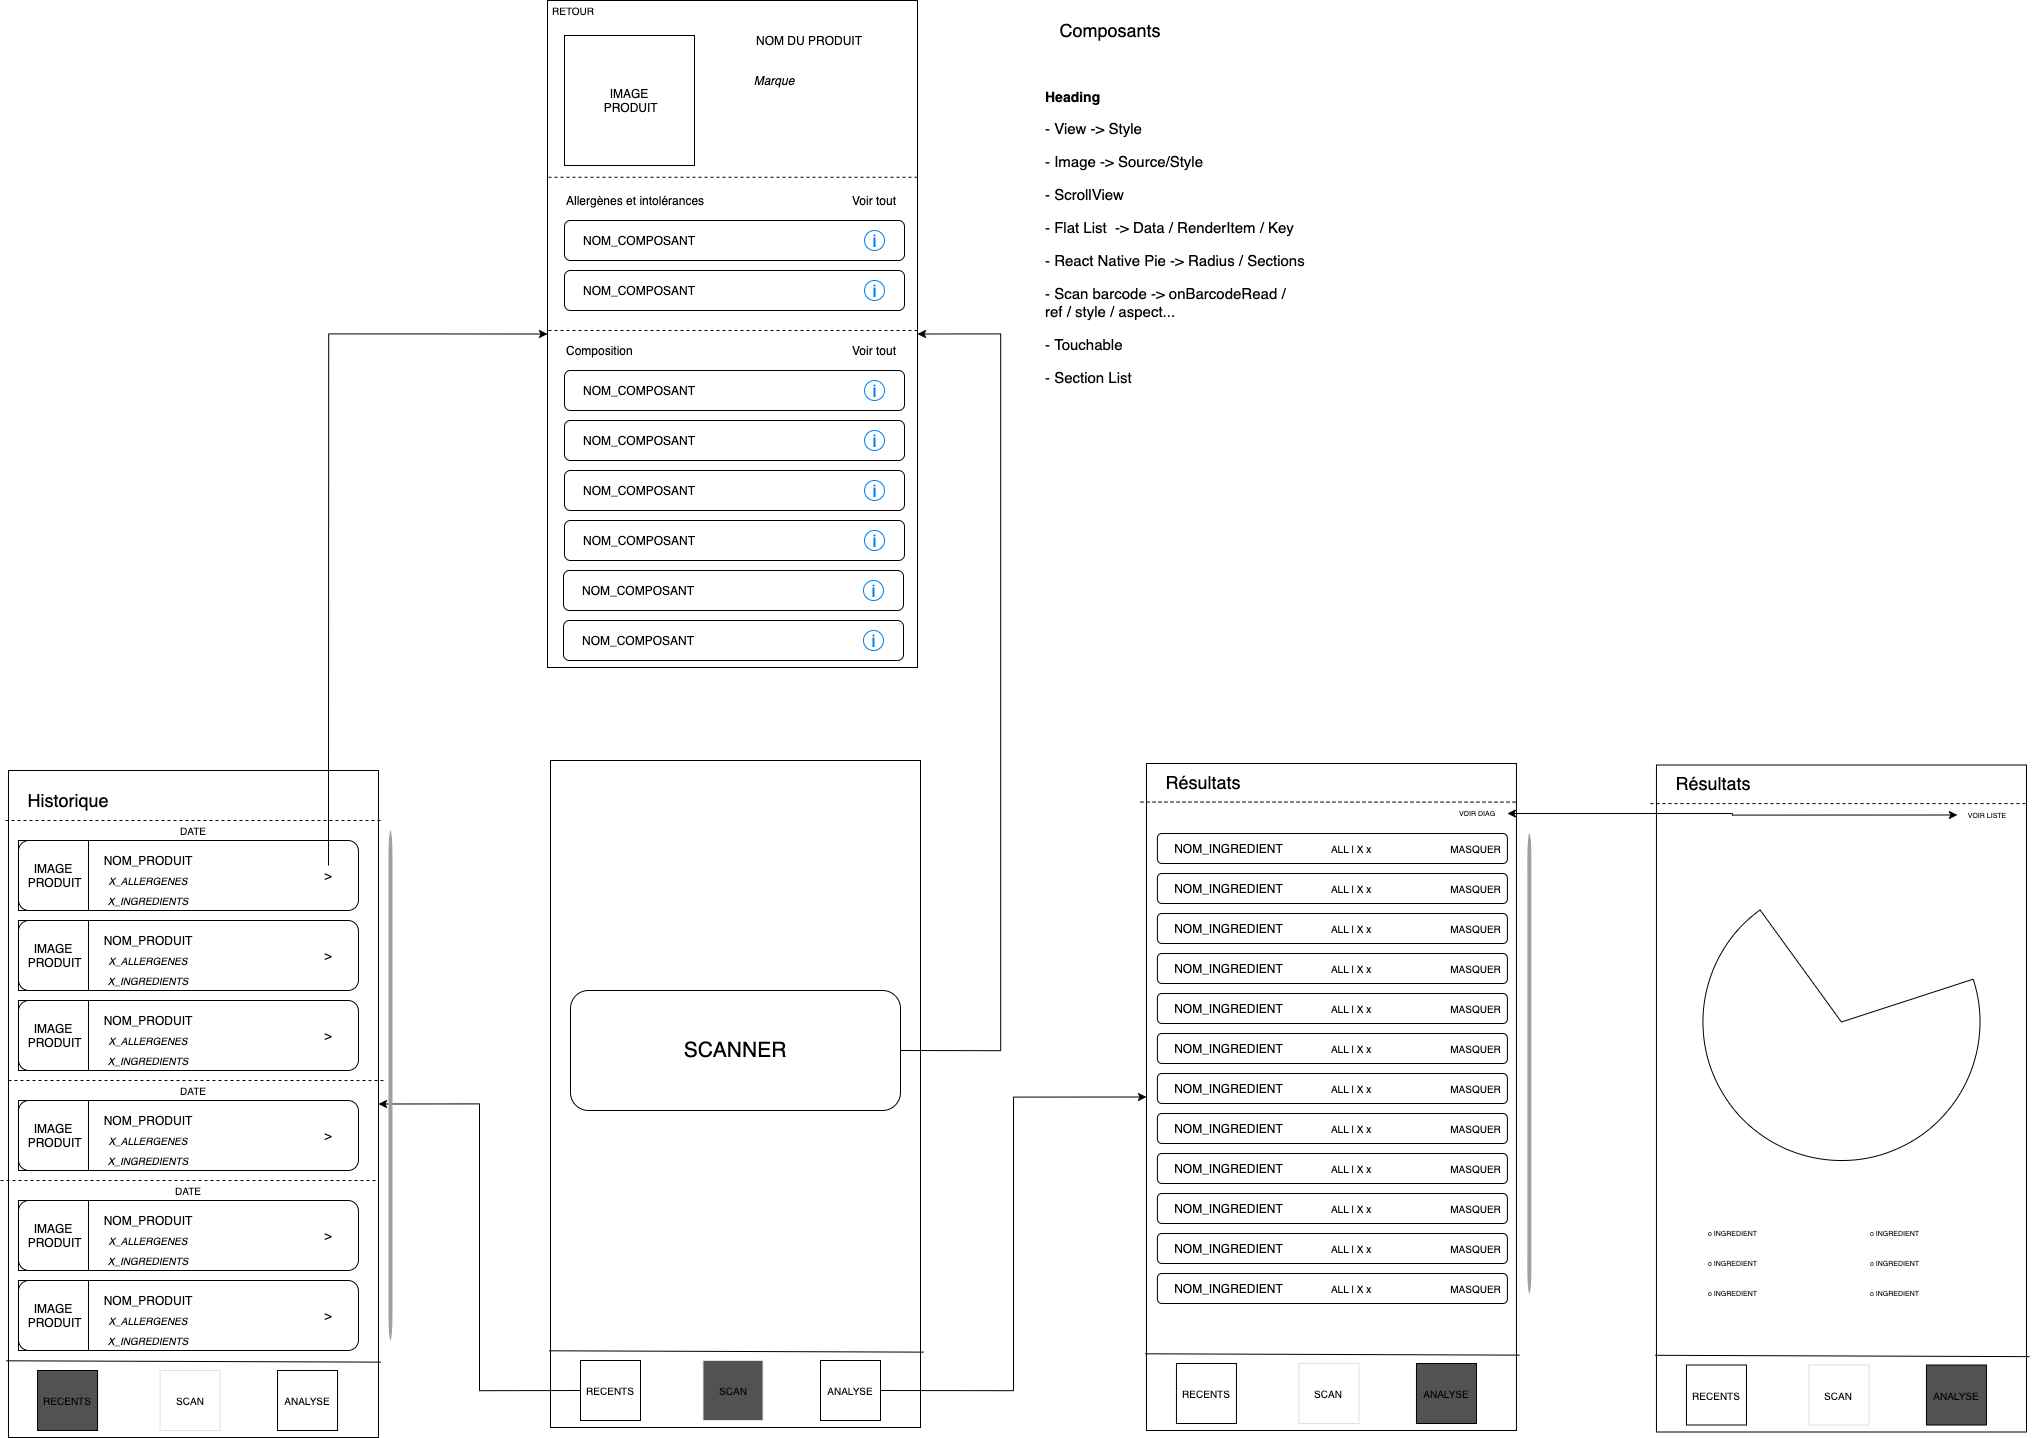 RETOUR
NOM DU PRODUIT
Marque
IMAGE
PRODUIT
Allergènes et intolérances
Voir tout
NOM_COMPOSANT
i
NOM_COMPOSANT
i
Composition
Voir tout
NOM_COMPOSANT
i
NOM_COMPOSANT
i
NOM_COMPOSANT
i
NOM_COMPOSANT
i
NOM_COMPOSANT
i
NOM_COMPOSANT
i
Composants
Heading
- View -> Style
- Image -> Source/Style
- ScrollView
- Flat List  -> Data / RenderItem / Key
- React Native Pie -> Radius / Sections
- Scan barcode -> onBarcodeRead /
ref / style / aspect...
- Touchable
- Section List
Historique
DATE
IMAGE
PRODUIT
NOM_PRODUIT
X_ALLERGENES
X_INGREDIENTS
>
IMAGE
PRODUIT
NOM_PRODUIT
X_ALLERGENES
X_INGREDIENTS
>
IMAGE
PRODUIT
NOM_PRODUIT
X_ALLERGENES
X_INGREDIENTS
>
DATE
IMAGE
PRODUIT
NOM_PRODUIT
X_ALLERGENES
X_INGREDIENTS
>
DATE
IMAGE
PRODUIT
NOM_PRODUIT
X_ALLERGENES
X_INGREDIENTS
>
IMAGE
PRODUIT
NOM_PRODUIT
X_ALLERGENES
X_INGREDIENTS
>
RECENTS
SCAN
ANALYSE
SCANNER
RECENTS
SCAN
ANALYSE
Résultats
VOIR DIAG
NOM_INGREDIENT ALL | X x MASQUER
NOM_INGREDIENT ALL | X x MASQUER
NOM_INGREDIENT ALL | X x MASQUER
NOM_INGREDIENT ALL | X x MASQUER
NOM_INGREDIENT ALL | X x MASQUER
NOM_INGREDIENT ALL | X x MASQUER
NOM_INGREDIENT ALL | X x MASQUER
NOM_INGREDIENT ALL | X x MASQUER
NOM_INGREDIENT ALL | X x MASQUER
NOM_INGREDIENT ALL | X x MASQUER
NOM_INGREDIENT ALL | X x MASQUER
NOM_INGREDIENT ALL | X x MASQUER
RECENTS
SCAN
ANALYSE
Résultats
VOIR LISTE
o INGREDIENT
o INGREDIENT
o INGREDIENT
o INGREDIENT
o INGREDIENT
o INGREDIENT
RECENTS
SCAN
ANALYSE